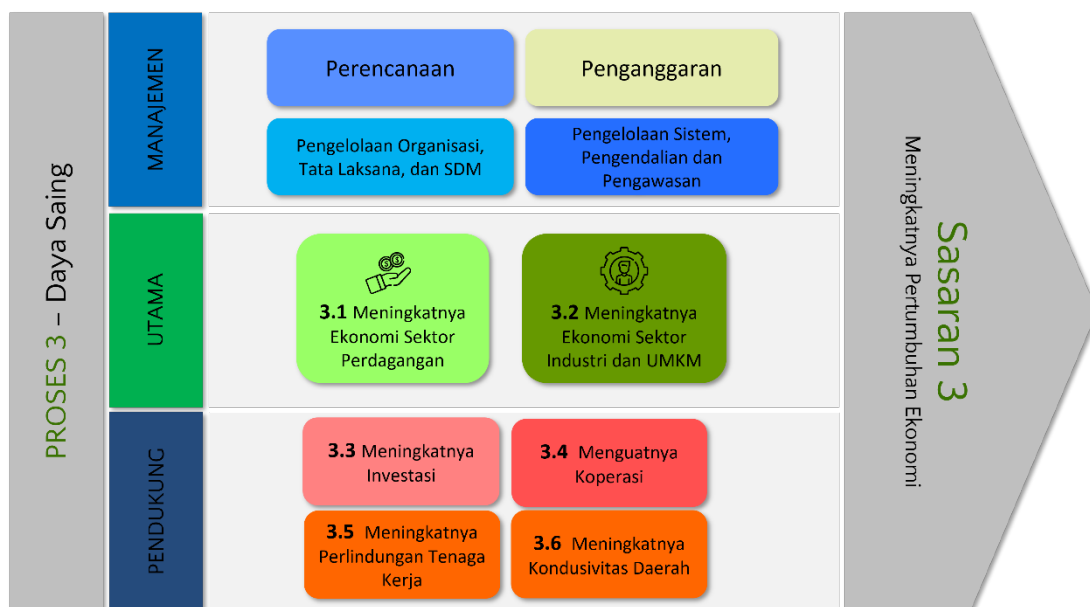 PROSES 3 – Daya Saing
MANAJEMEN
Perencanaan
Penganggaran
Pengelolaan Organisasi,
Tata Laksana, dan SDM
Pengelolaan Sistem,
Pengendalian dan
Pengawasan
UTAMA
3.1 Meningkatnya
Ekonomi Sektor
Perdagangan
3.2 Meningkatnya
Ekonomi Sektor
Industri dan UMKM
PENDUKUNG
3.3 Meningkatnya
Investasi
3.4 Menguatnya
Koperasi
3.5 Meningkatnya
Perlindungan Tenaga
Kerja
3.6 Meningkatnya
Kondusivitas Daerah
Sasaran 3
Meningkatnya Pertumbuhan Ekonomi